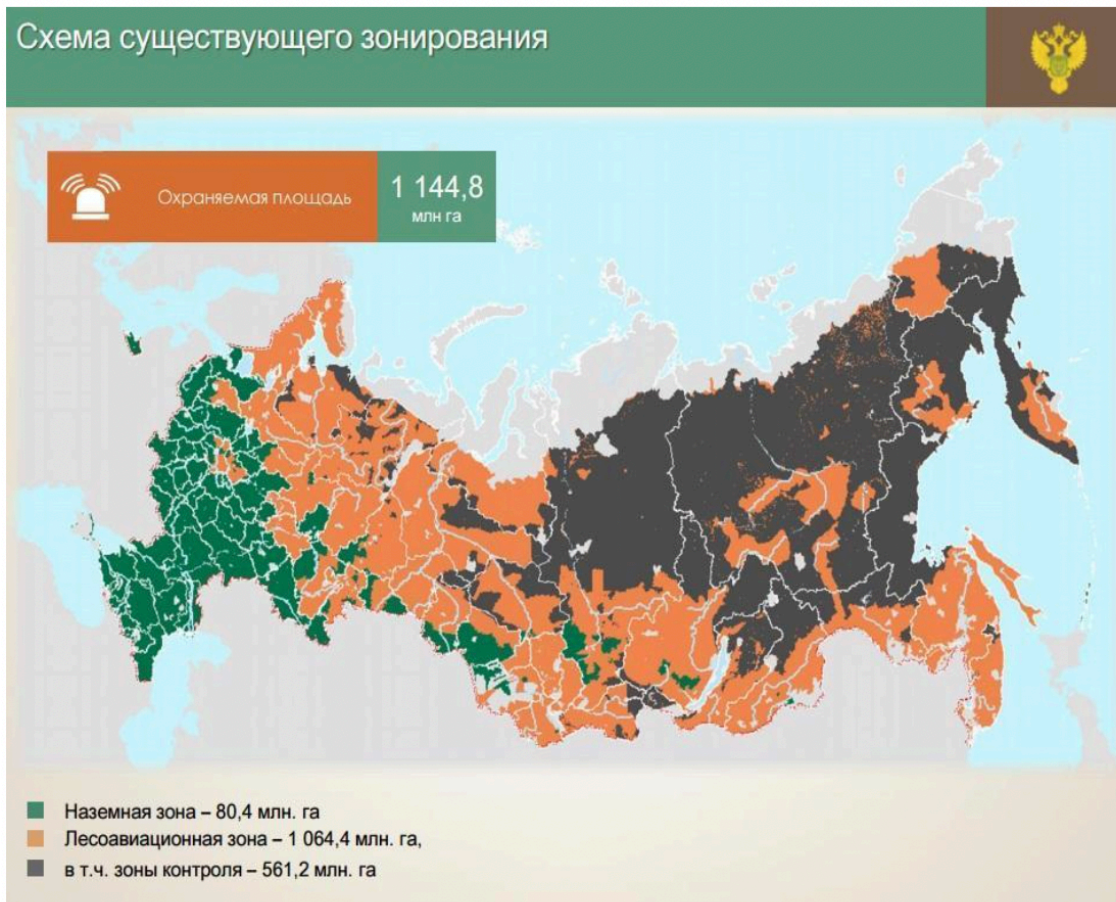 Схема существующего зонирования
Охраняемая площадь
1 144,8
млн га
Наземная зона – 80,4 млн. га
Лесоавиационная зона – 1 064,4 млн. га,
в т.ч. зоны контроля – 561,2 млн. га